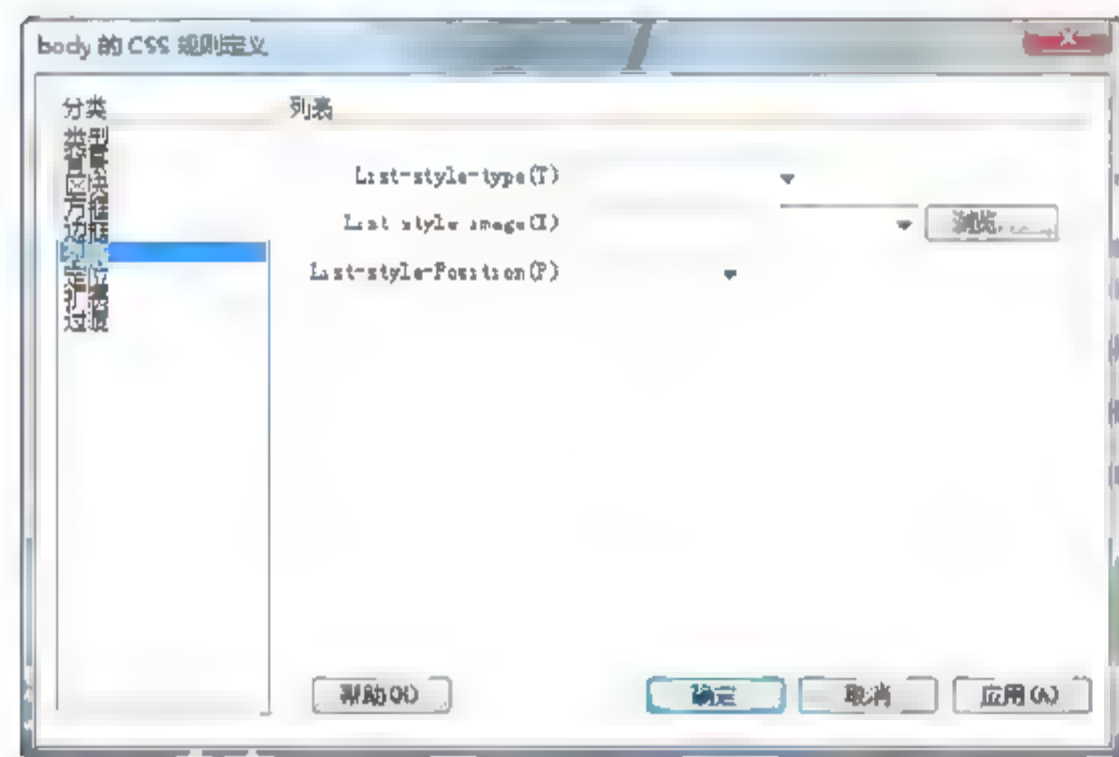 body 的 CSS 规则定义
分类
类型
背景
区块
方框
边框
列表
定位
扩展
过渡
列表
List-style-type(T)
List-style-image(I)
浏览...
List-style-Position(P)
帮助(H)
确定
取消
应用(A)